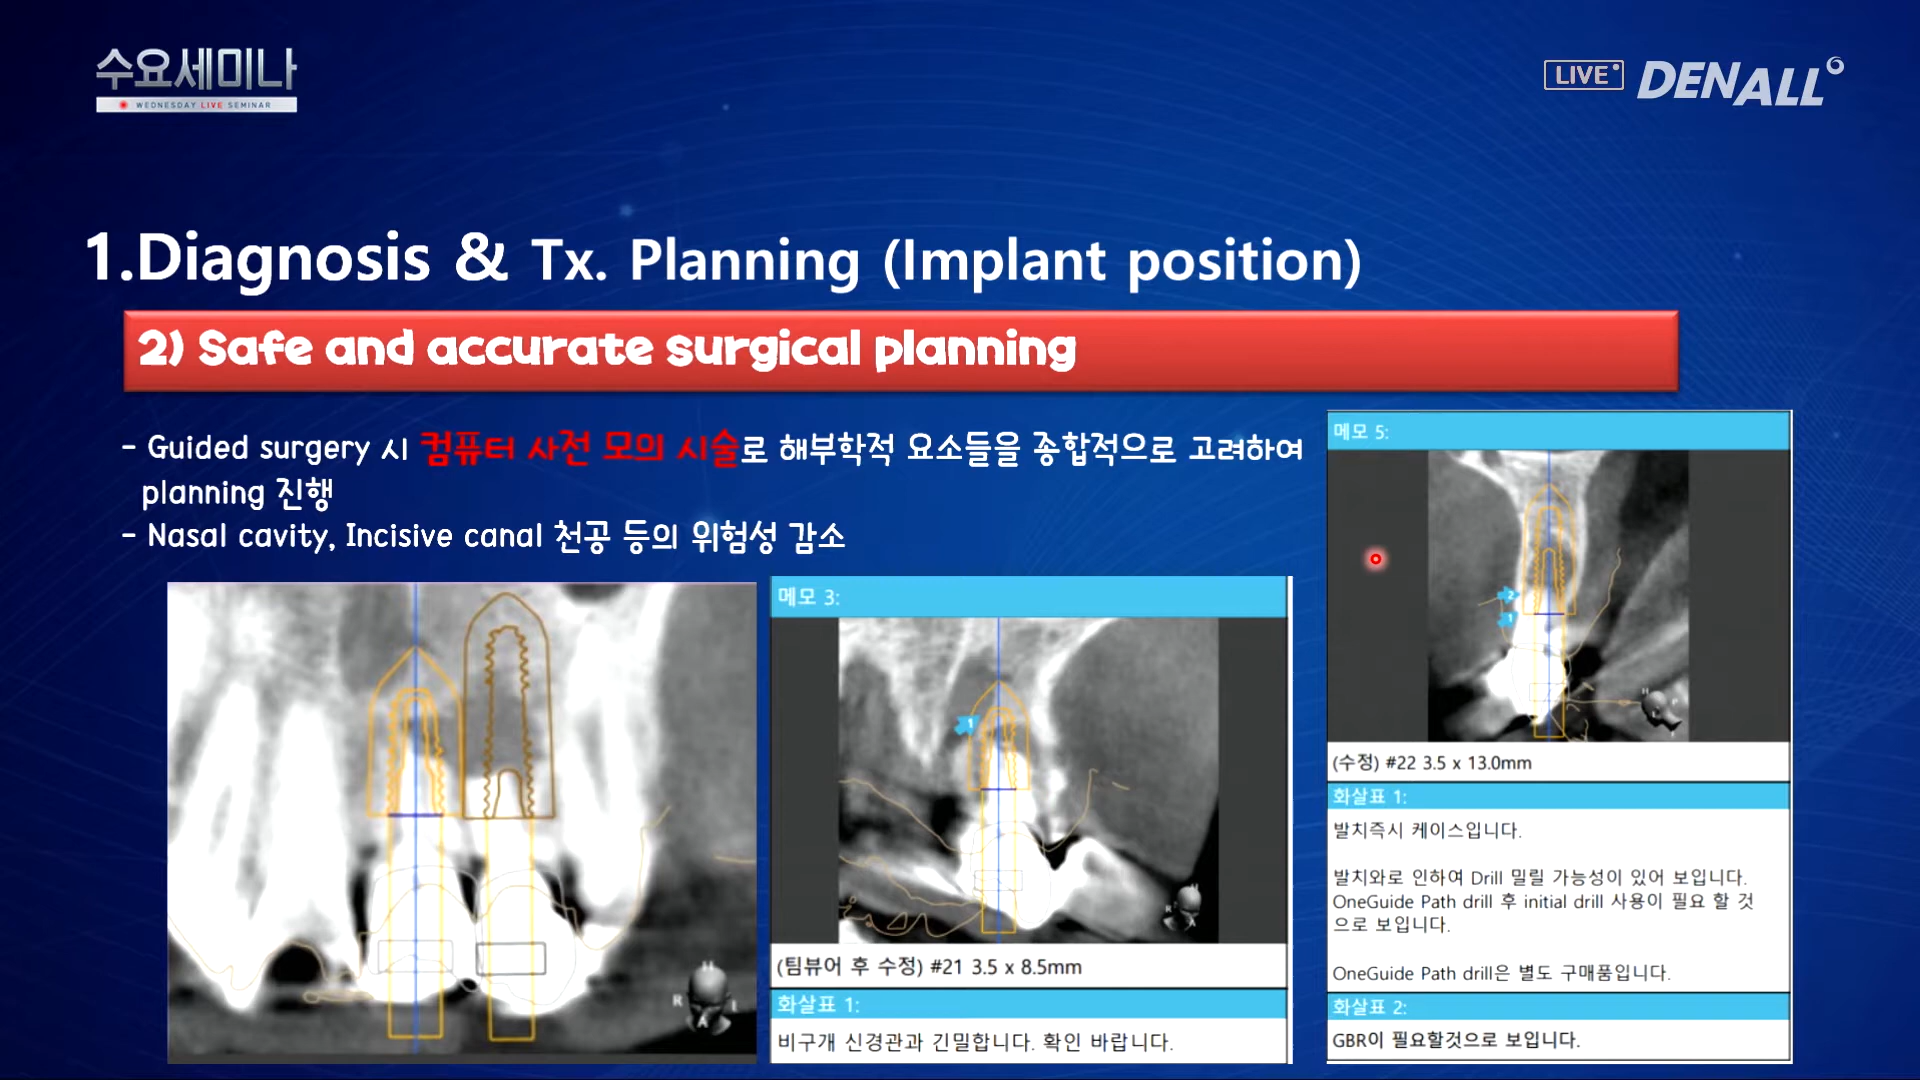 수요세미나
WEDNESDAY LIVE SEMINAR
LIVE
DENALL
1.Diagnosis & Tx. Planning (Implant position)
2) Safe and accurate surgical planning
- Guided surgery 시 컴퓨터 사전 모의 시술로 해부학적 요소들을 종합적으로 고려하여
planning 진행
- Nasal cavity, Incisive canal 천공 등의 위험성 감소
H
R
L
A
메모 3:
1
H
R
A
(팀뷰어 후 수정) #21 3.5 x 8.5mm
화살표 1:
비구개 신경관과 긴밀합니다. 확인 바랍니다.
메모 5:
2
1
H
P
(수정) #22 3.5 x 13.0mm
화살표 1:
발치즉시 케이스입니다.
발치와로 인하여 Drill 밀릴 가능성이 있어 보입니다.
OneGuide Path drill 후 initial drill 사용이 필요 할 것
으로 보입니다.
OneGuide Path drill은 별도 구매품입니다.
화살표 2:
GBR이 필요할것으로 보입니다.